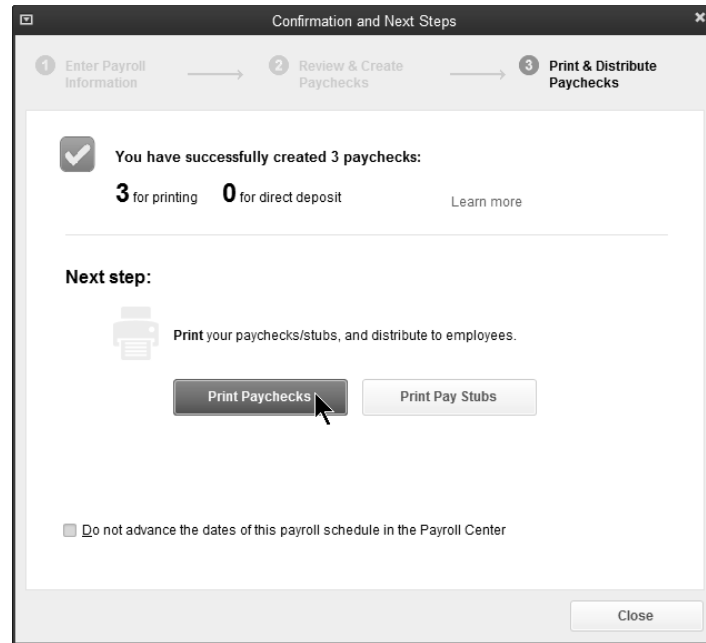 Confirmation and Next Steps
1 Enter Payroll
Information
2 Review & Create
Paychecks
3 Print & Distribute
Paychecks
You have successfully created 3 paychecks:
3 for printing 0 for direct deposit Learn more
Next step:
Print your paychecks/stubs, and distribute to employees.
Print Paychecks Print Pay Stubs
Do not advance the dates of this payroll schedule in the Payroll Center
Close